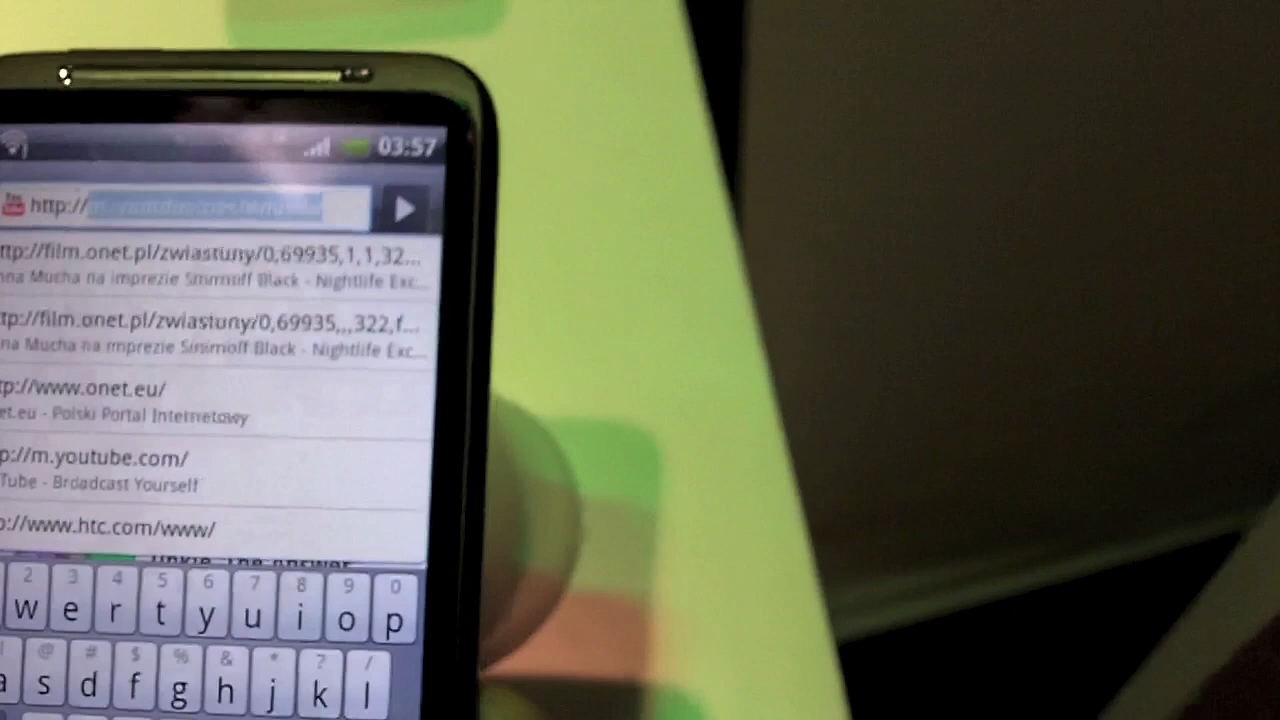 03:57
http://
ttp://film.onet.pl/zwiastuny/0,69935,1,1,32...
nna Mucha na imprezie Smirnoff Black - Nightlife Exc...
tp://film.onet.pl/zwiastuny/0,69935,,,322,f...
na Mucha na imprezie Smirnoff Black - Nightlife Exc...
tp://www.onet.eu/
et.eu - Polski Portal Internetowy
p://m.youtube.com/
Tube - Broadcast Yourself
p://www.htc.com/www/
2 3 4 5 6 7 8 9 0
w e r t y u i o p
@ # $ % & * ? /
a s d f g h j k l